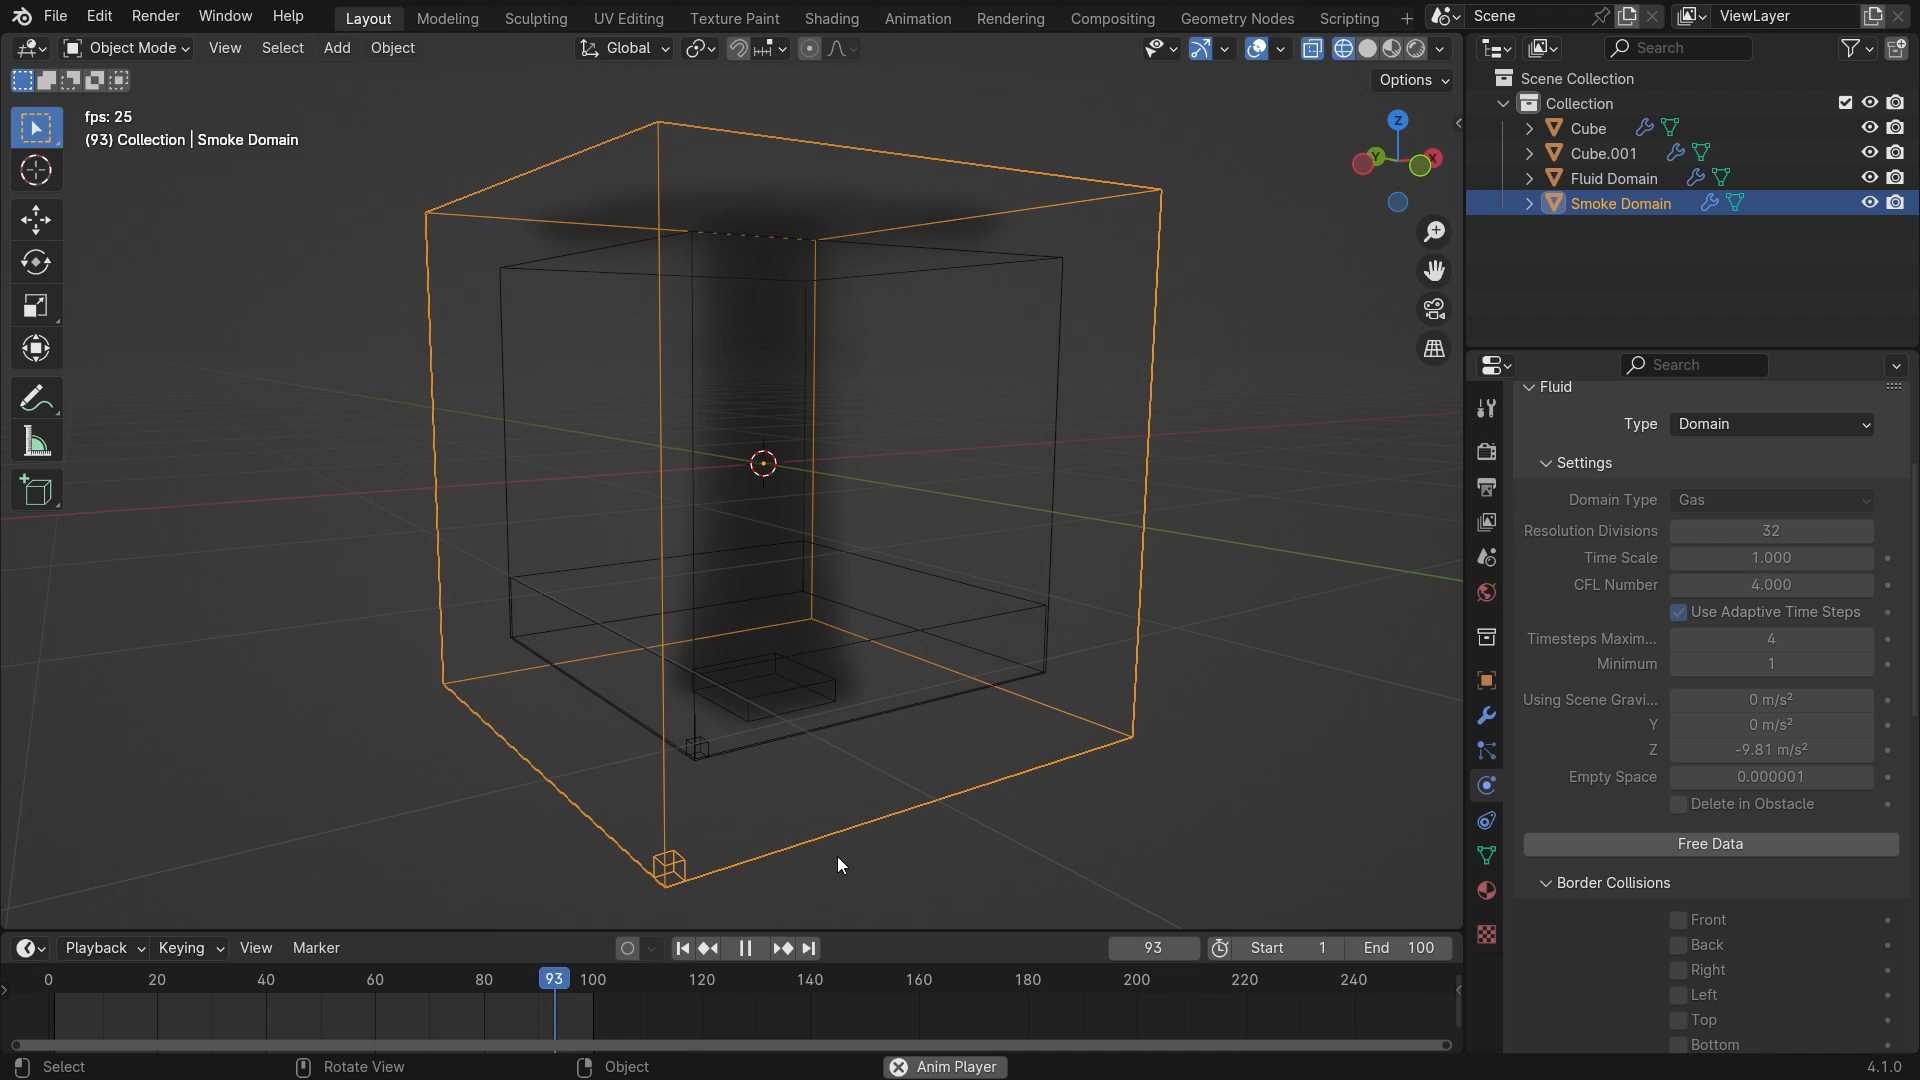 File Edit Render Window Help Layout Modeling Sculpting UV Editing Texture Paint Shading Animation Rendering Compositing Geometry Nodes Scripting Scene ViewLayer
Object Mode View Select Add Object Global Search
Options
fps: 25
(93) Collection | Smoke Domain
Z
Y
X
Scene Collection
Collection
Cube
Cube.001
Fluid Domain
Smoke Domain
Search
Fluid
Type Domain
Settings
Domain Type Gas
Resolution Divisions 32
Time Scale 1.000
CFL Number 4.000
Use Adaptive Time Steps
Timesteps Maxim... 4
Minimum 1
Using Scene Gravi... 0 m/s²
Y 0 m/s²
Z -9.81 m/s²
Empty Space 0.000001
Delete in Obstacle
Free Data
Border Collisions
Front
Back
Right
Left
Top
Bottom
Playback Keying View Marker 93 Start 1 End 100
0 20 40 60 80 93 100 120 140 160 180 200 220 240
Select Rotate View Object Anim Player 4.1.0